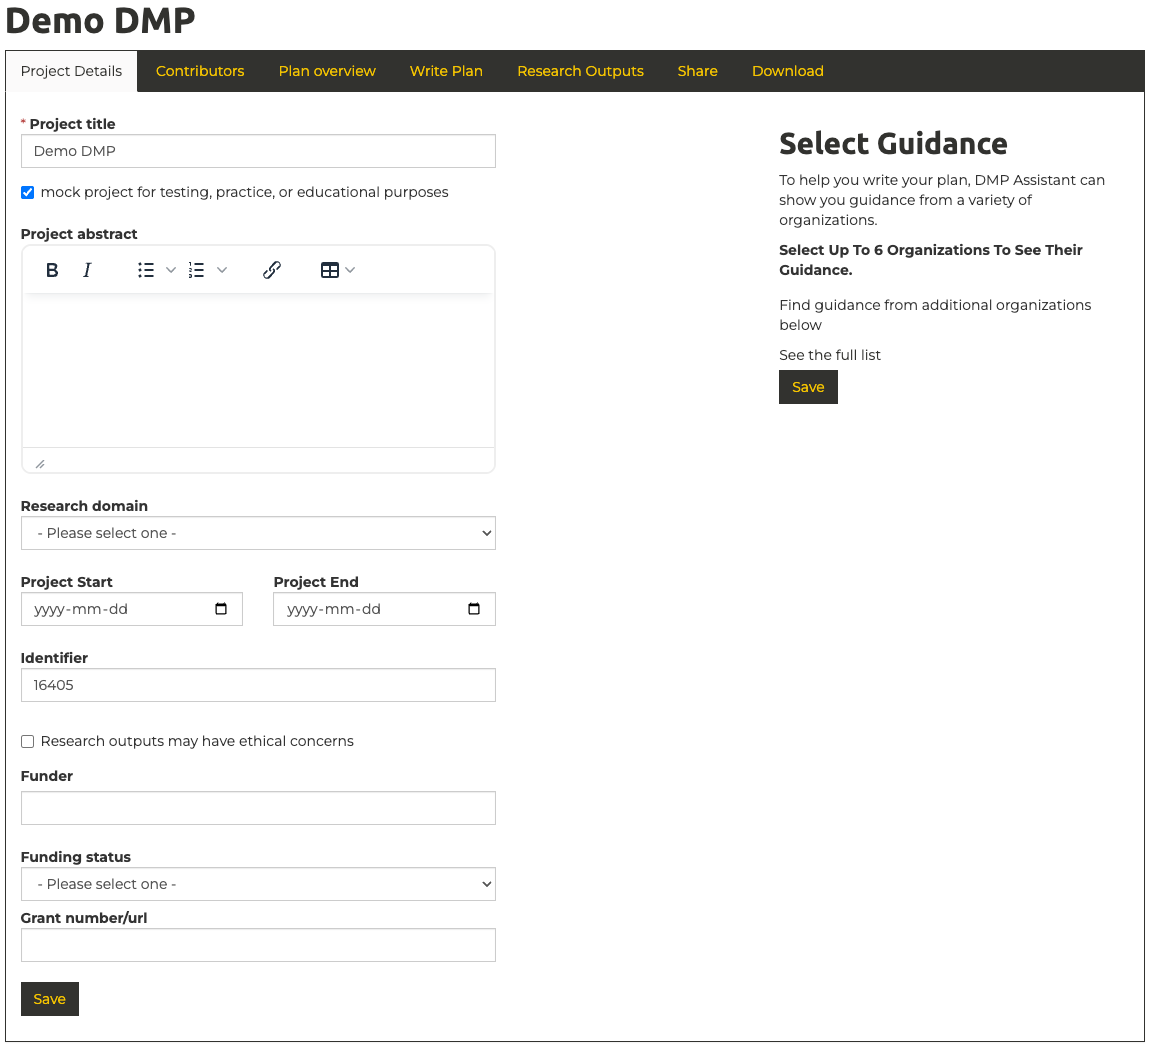 Demo DMP
Project Details Contributors Plan overview Write Plan Research Outputs Share Download
* Project title
Demo DMP
mock project for testing, practice, or educational purposes
Project abstract
B I
Research domain
- Please select one -
Project Start Project End
yyyy-mm-dd yyyy-mm-dd
Identifier
16405
Research outputs may have ethical concerns
Funder
Funding status
- Please select one -
Grant number/url
Save
Select Guidance
To help you write your plan, DMP Assistant can
show you guidance from a variety of
organizations.
Select Up To 6 Organizations To See Their
Guidance.
Find guidance from additional organizations
below
See the full list
Save